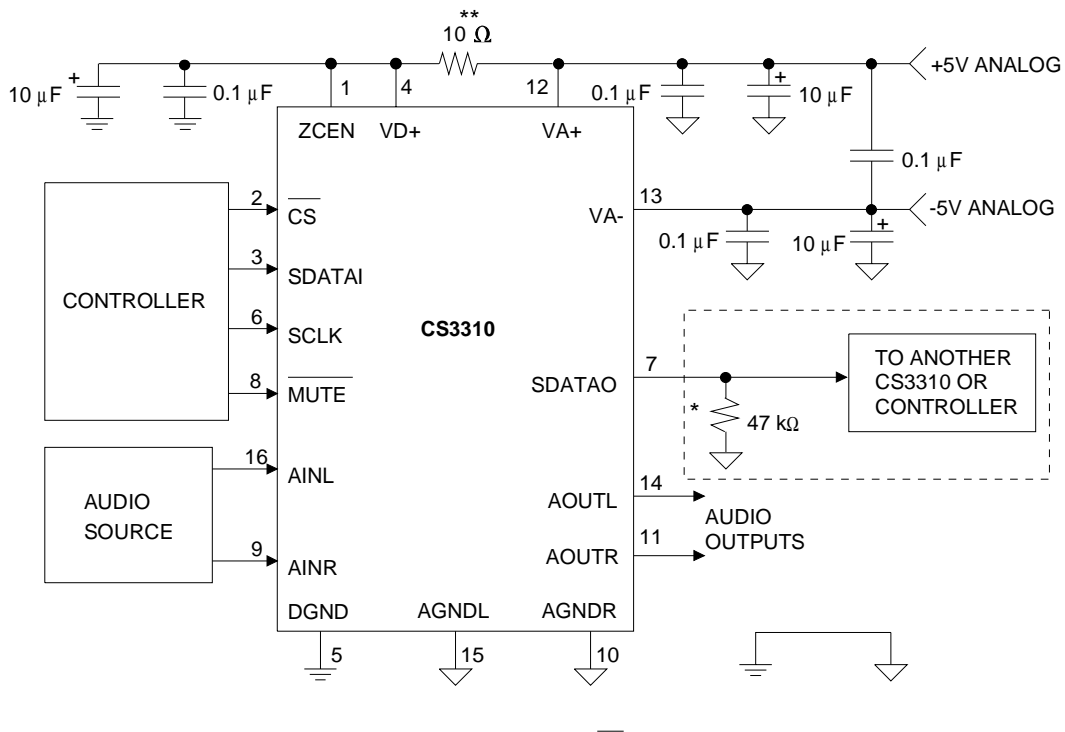 **
10 Ω
+5V ANALOG
+
10 µF
0.1 µF
1
4
12
0.1 µF
+
10 µF
ZCEN
VD+
VA+
0.1 µF
2
CS
13
VA-
-5V ANALOG
0.1 µF
10 µF
+
3
SDATAI
CONTROLLER
6
SCLK
CS3310
8
MUTE
7
SDATAO
TO ANOTHER
CS3310 OR
CONTROLLER
*
47 kΩ
16
AINL
AUDIO
SOURCE
14
AOUTL
AUDIO
OUTPUTS
9
AINR
11
AOUTR
DGND
AGNDL
AGNDR
5
15
10